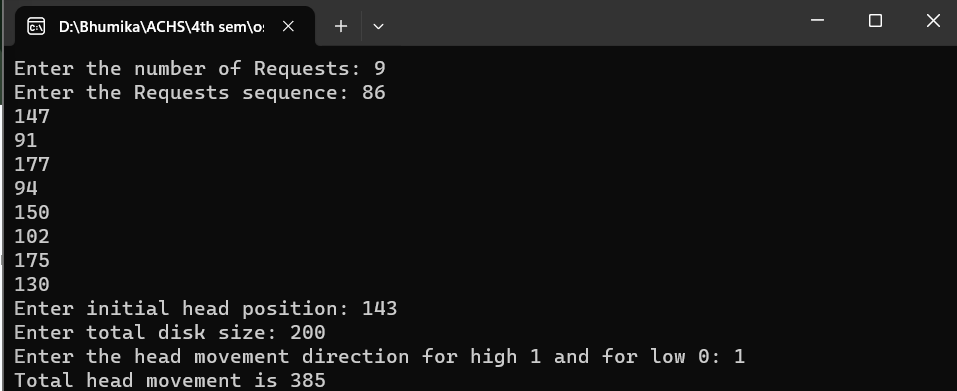 D:\Bhumika\ACHS\4th sem\os
Enter the number of Requests: 9
Enter the Requests sequence: 86
147
91
177
94
150
102
175
130
Enter initial head position: 143
Enter total disk size: 200
Enter the head movement direction for high 1 and for low 0: 1
Total head movement is 385